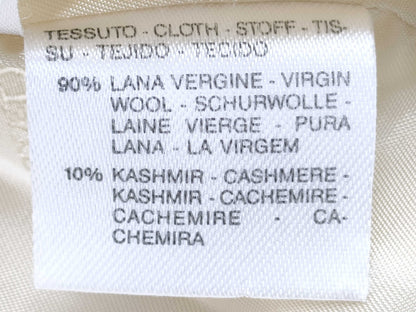 TESSUTO - CLOTH - STOFF - TIS-
SU - TEJIDO - TECIDO
90% LANA VERGINE - VIRGIN
WOOL - SCHURWOLLE -
LAINE VIERGE - PURA
LANA - LA VIRGEM
10% KASHMIR - CASHMERE -
KASHMIR - CACHEMIRE -
CACHEMIRE - CA-
CHEMIRA